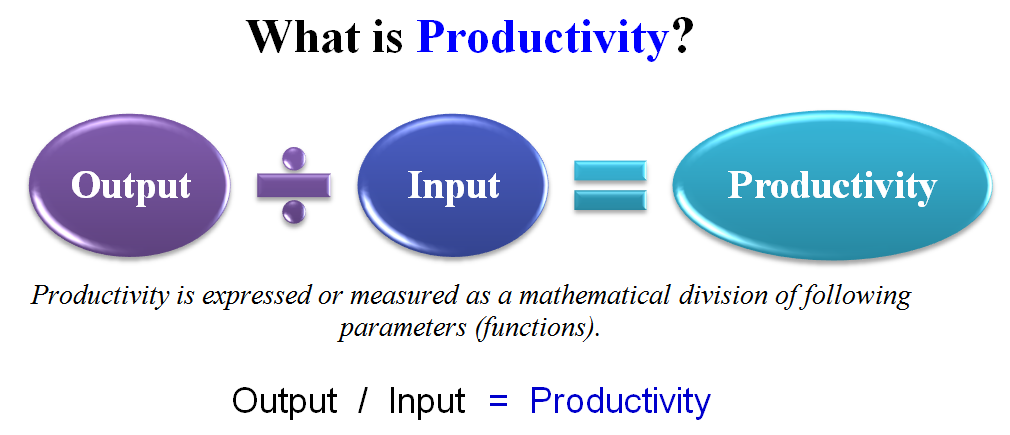 What is Productivity?
Output ÷ Input = Productivity
Productivity is expressed or measured as a mathematical division of following
parameters (functions).
Output / Input = Productivity